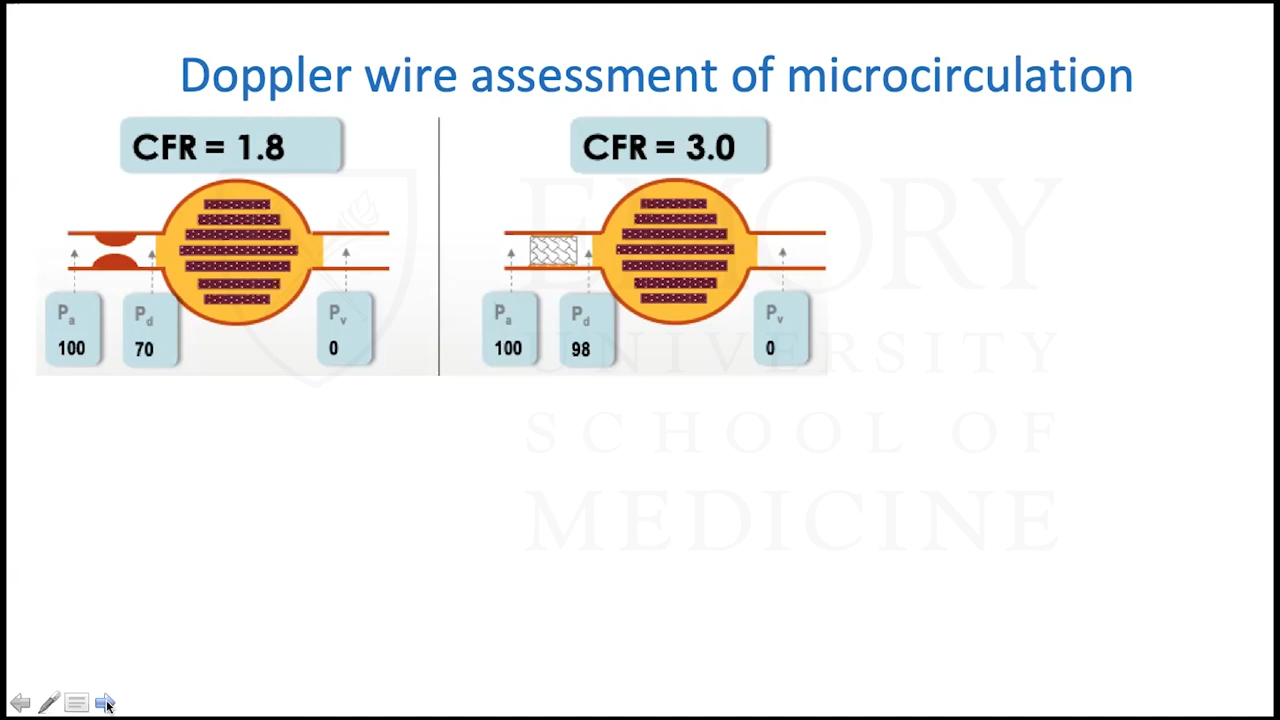 Doppler wire assessment of microcirculation
CFR = 1.8
CFR = 3.0
Pa
100
Pd
70
Pv
0
Pa
100
Pd
98
Pv
0
EMORY
UNIVERSITY
SCHOOL OF
MEDICINE